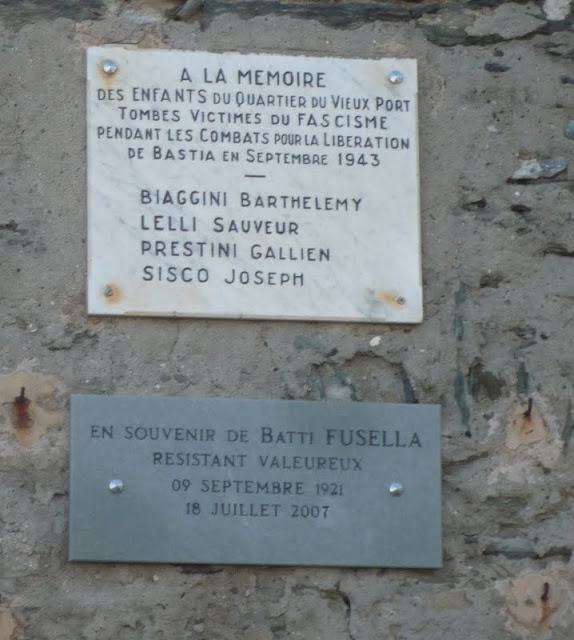 A LA MEMOIRE
DES ENFANTS DU QUARTIER DU VIEUX PORT
TOMBES VICTIMES DU FASCISME
PENDANT LES COMBATS POUR LA LIBERATION
DE BASTIA EN SEPTEMBRE 1943
—
BIAGGINI BARTHELEMY
LELLI SAUVEUR
PRESTINI GALLIEN
SISCO JOSEPH
EN SOUVENIR DE BATTI FUSELLA
RESISTANT VALEUREUX
09 SEPTEMBRE 1921
18 JUILLET 2007